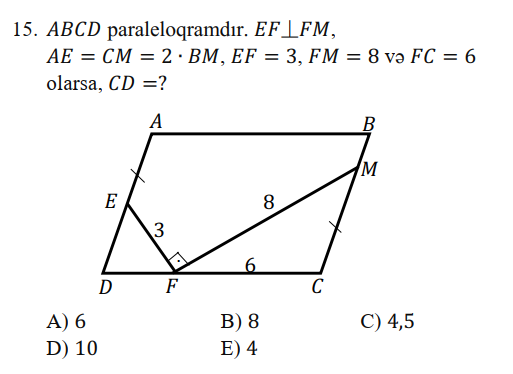 15. ABCD paraleloqramdır. EF⊥FM,
AE = CM = 2 · BM, EF = 3, FM = 8 və FC = 6
olarsa, CD =?
A
B
M
E
8
3
6
D
F
C
A) 6 B) 8 C) 4,5
D) 10 E) 4